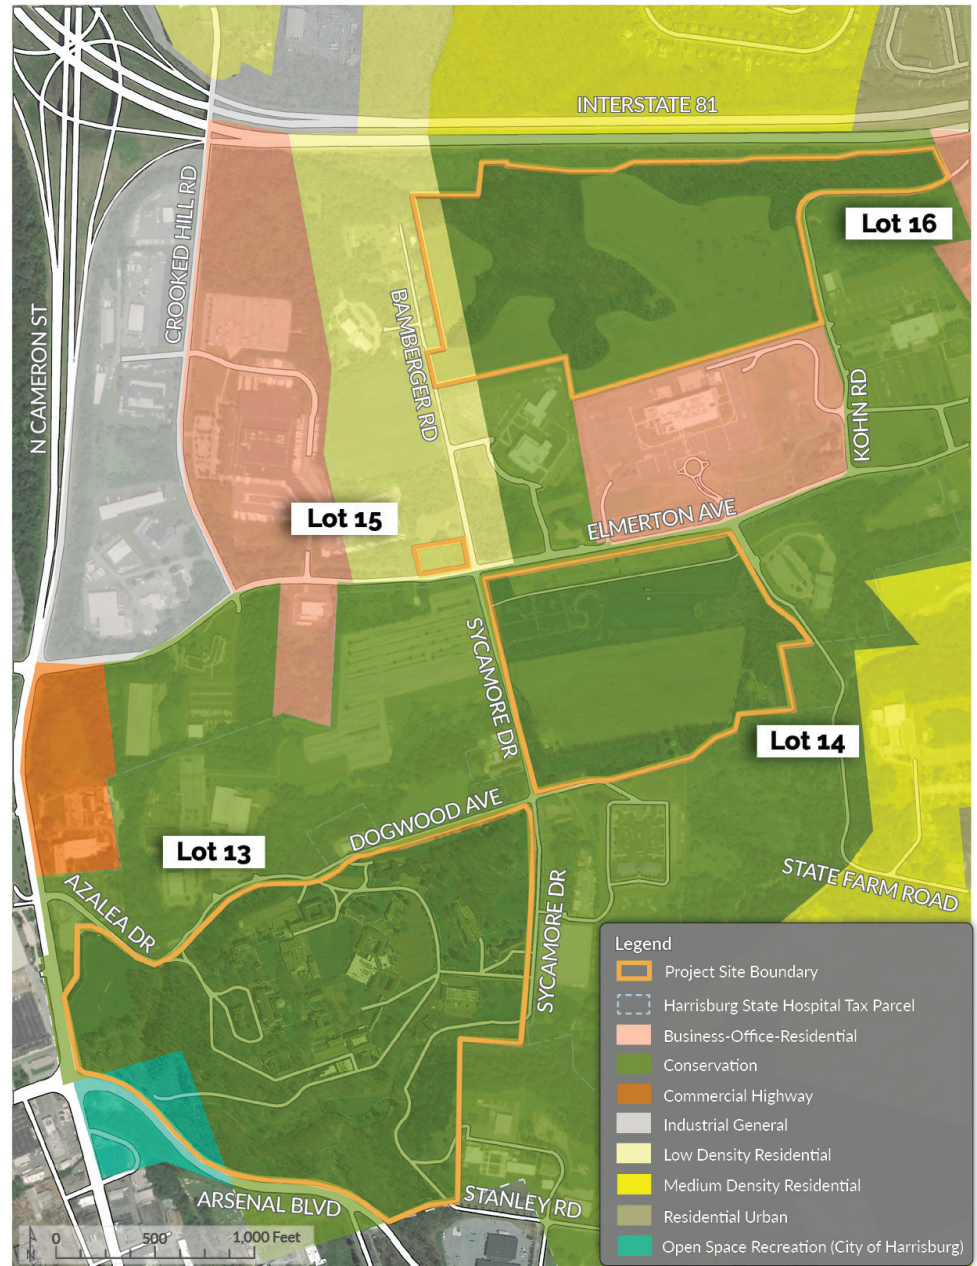 INTERSTATE 81
CROOKED HILL RD
Lot 16
N CAMERON ST
BAMBERGER RD
KOHN RD
Lot 15
ELMERTON AVE
SYCAMORE DR
Lot 14
DOGWOOD AVE
Lot 13
STATE FARM ROAD
AZALEA DR
SYCAMORE DR
ARSENAL BLVD
STANLEY RD
N
0 500 1,000 Feet
Legend
Project Site Boundary
Harrisburg State Hospital Tax Parcel
Business-Office-Residential
Conservation
Commercial Highway
Industrial General
Low Density Residential
Medium Density Residential
Residential Urban
Open Space Recreation (City of Harrisburg)